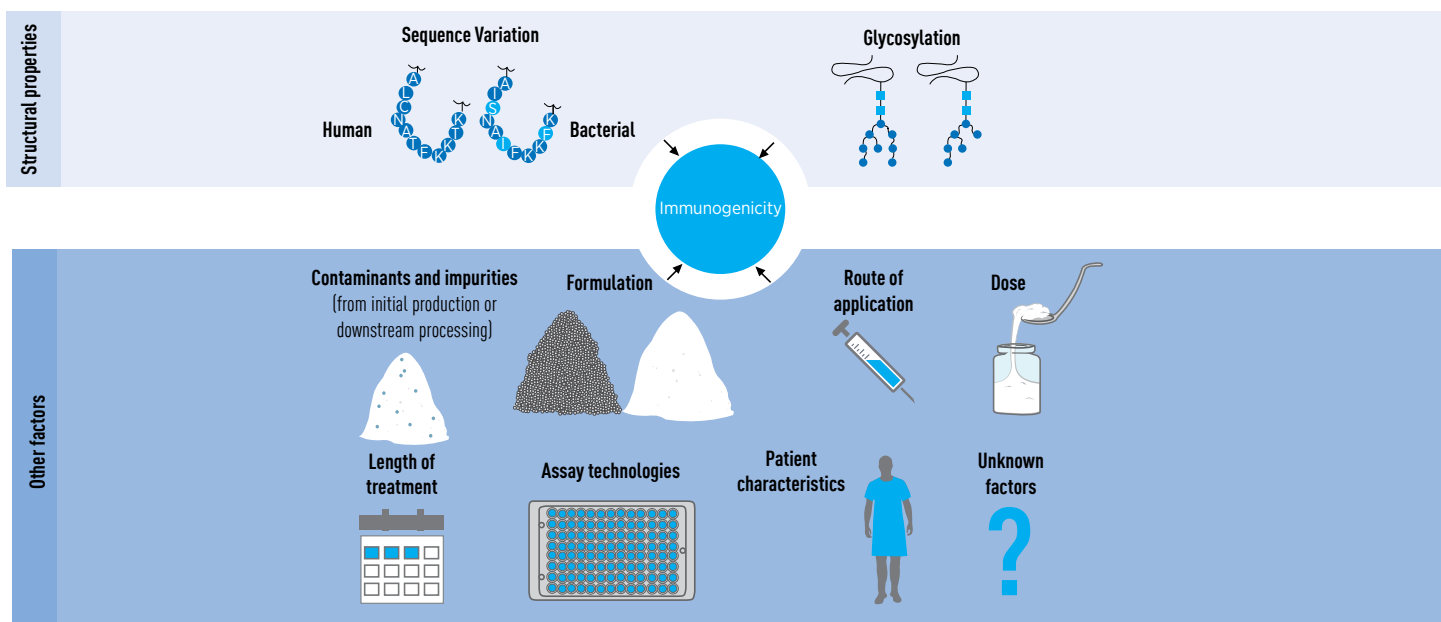 Structural properties
Sequence Variation
Human
A
L
C
N
A
T
F
K
K
T
K
A
I
S
N
A
I
F
K
K
F
K
Bacterial
Glycosylation
Immunogenicity
Other factors
Contaminants and impurities
(from initial production or
downstream processing)
Formulation
Route of
application
Dose
Length of
treatment
Assay technologies
Patient
characteristics
Unknown
factors
?